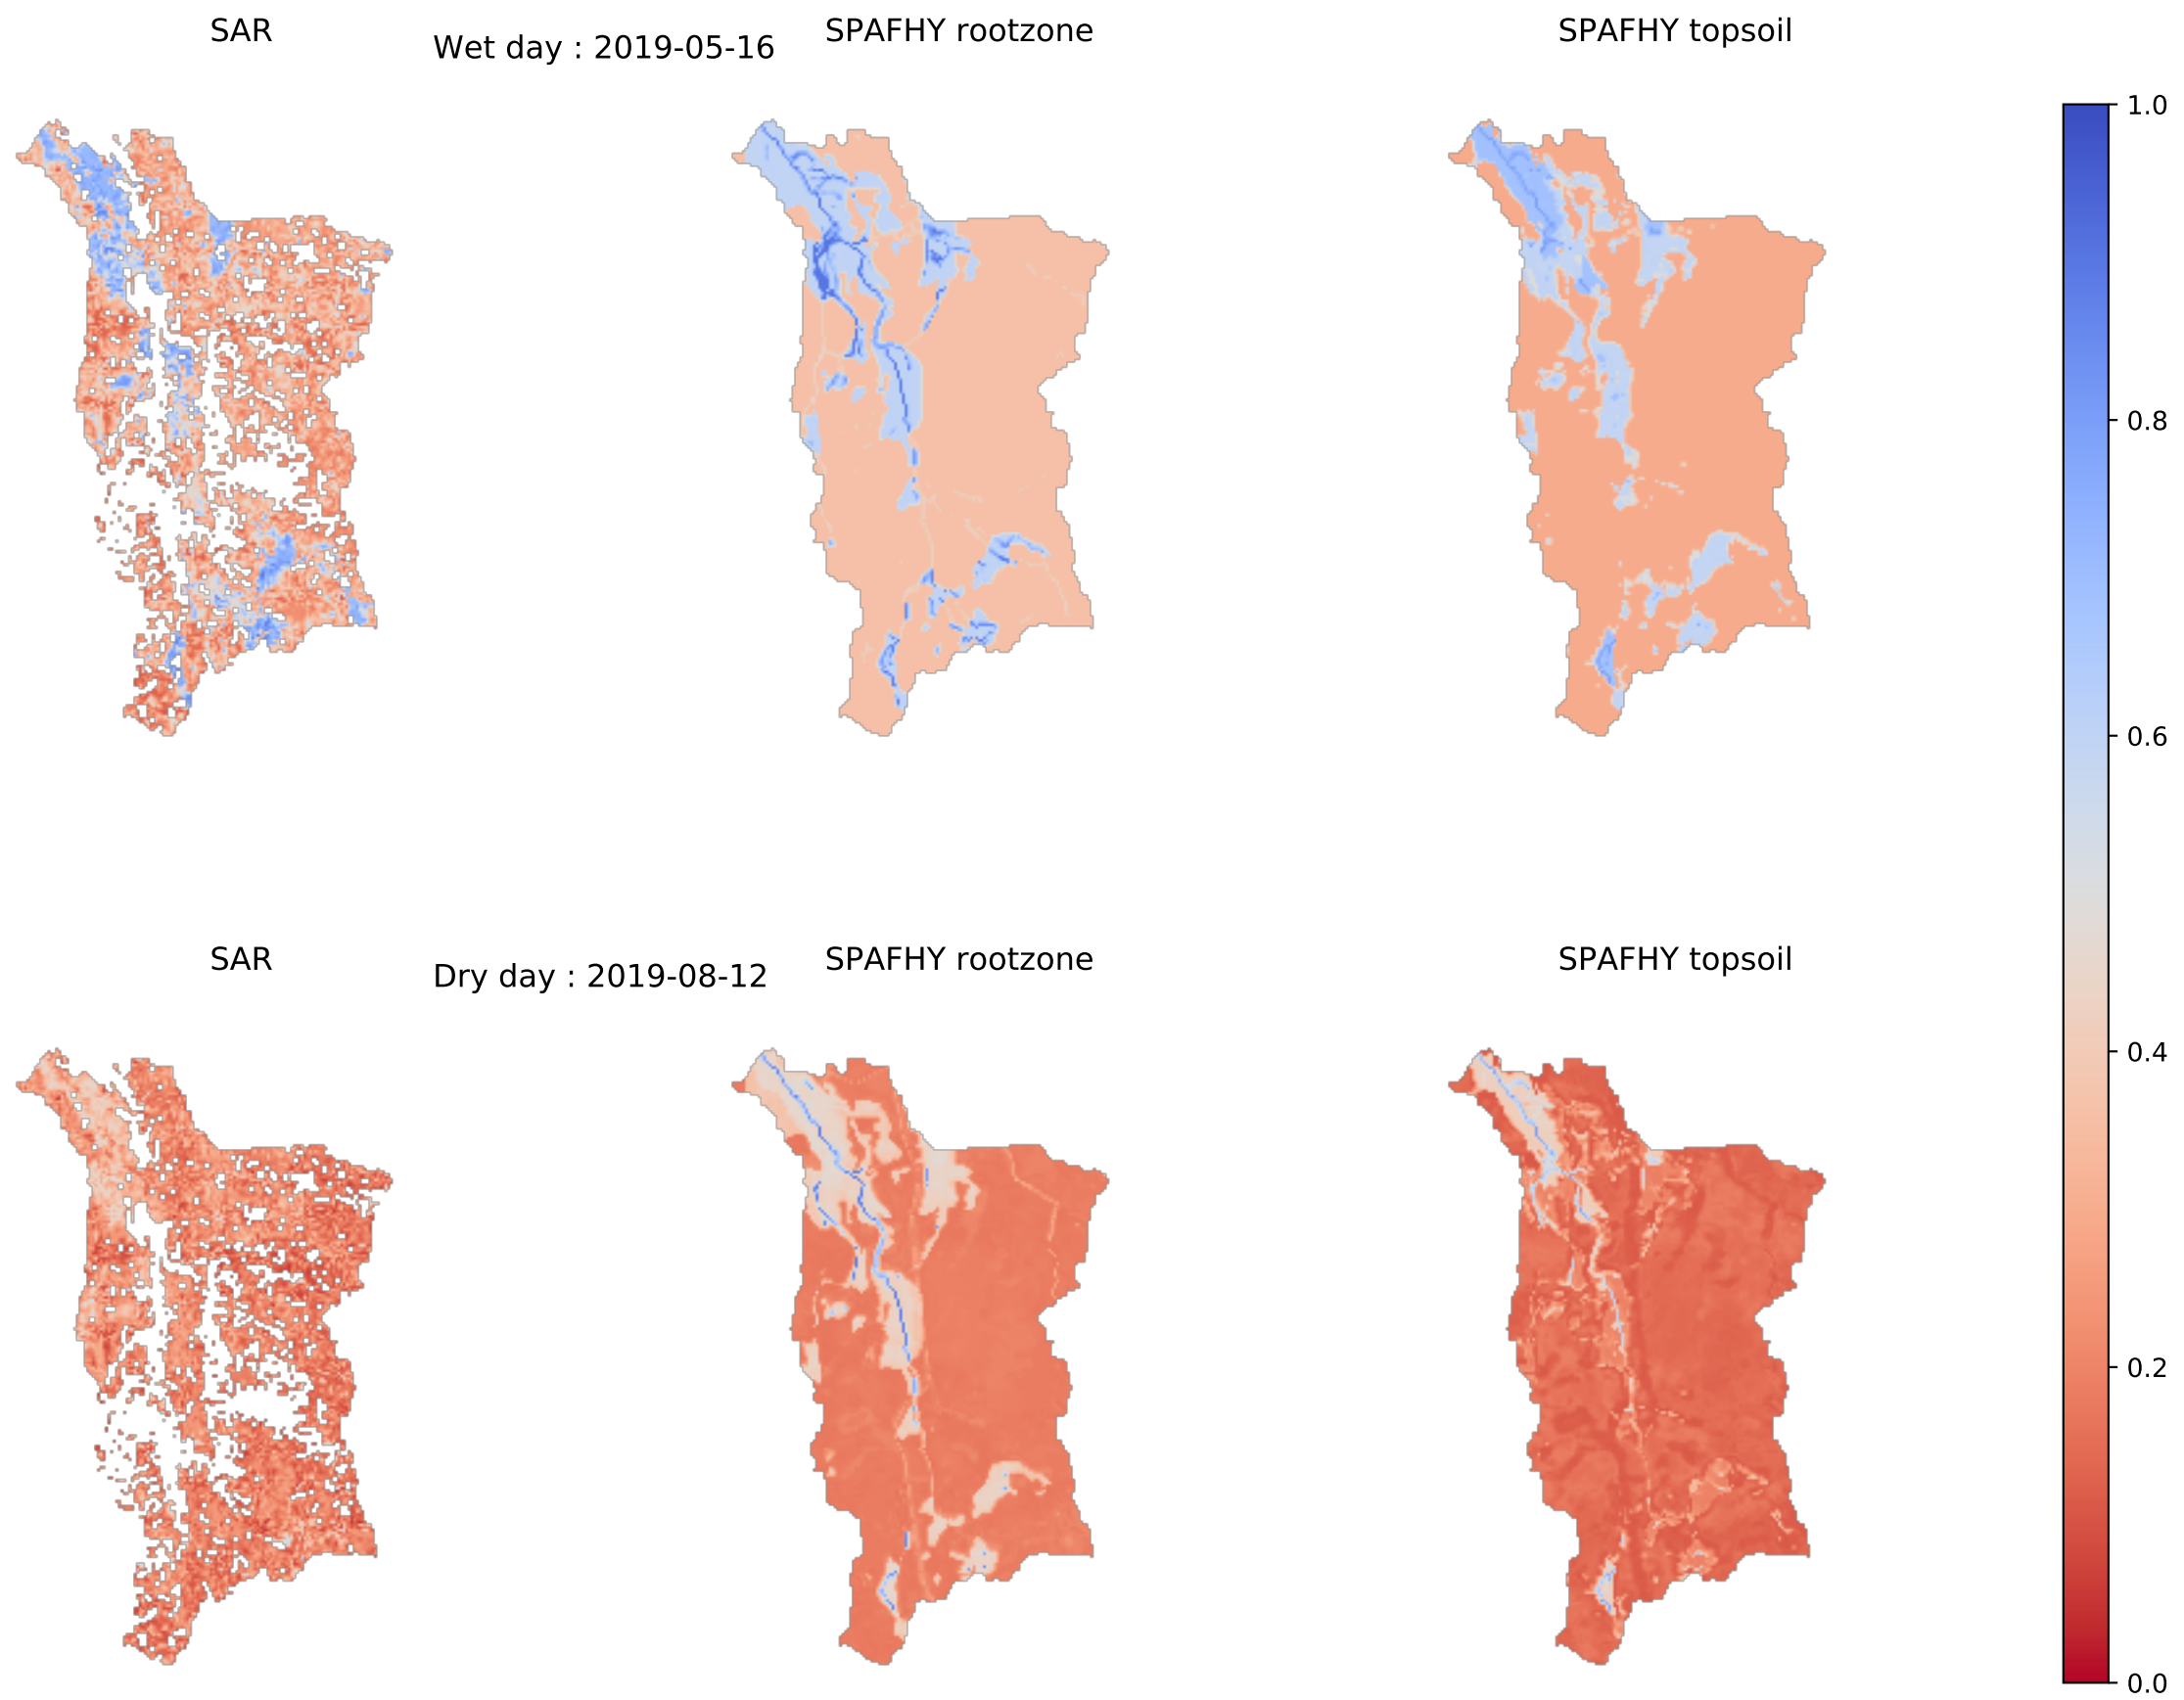 SAR
Wet day : 2019-05-16
SPAFHY rootzone
SPAFHY topsoil
1.0
0.8
0.6
0.4
0.2
0.0
SAR
Dry day : 2019-08-12
SPAFHY rootzone
SPAFHY topsoil